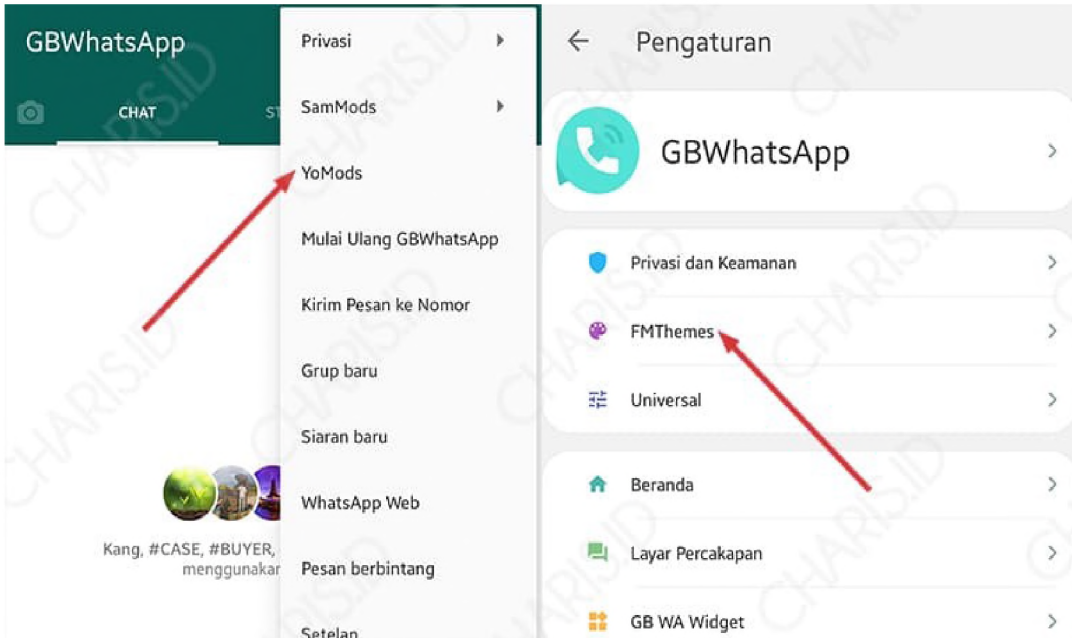 GBWhatsApp
CHAT
ST
Privasi
SamMods
YoMods
Mulai Ulang GBWhatsApp
Kirim Pesan ke Nomor
Grup baru
Siaran baru
WhatsApp Web
Pesan berbintang
Setelan
Kang, #CASE, #BUYER,
menggunakan
Pengaturan
GBWhatsApp
Privasi dan Keamanan
FMThemes
Universal
Beranda
Layar Percakapan
GB WA Widget
CHARIS.ID